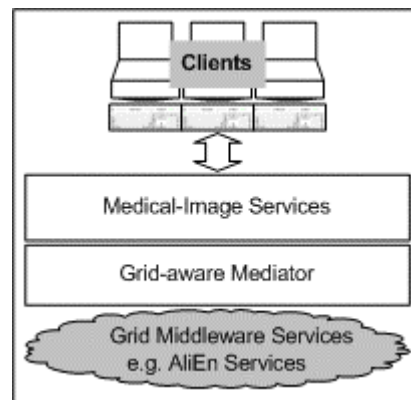 Clients
Medical-Image Services
Grid-aware Mediator
Grid Middleware Services
e.g. AliEn Services